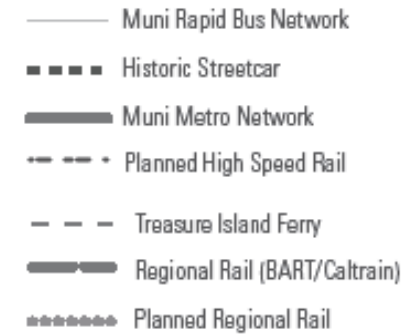 Muni Rapid Bus Network
Historic Streetcar
Muni Metro Network
Planned High Speed Rail
Treasure Island Ferry
Regional Rail (BART/Caltrain)
Planned Regional Rail